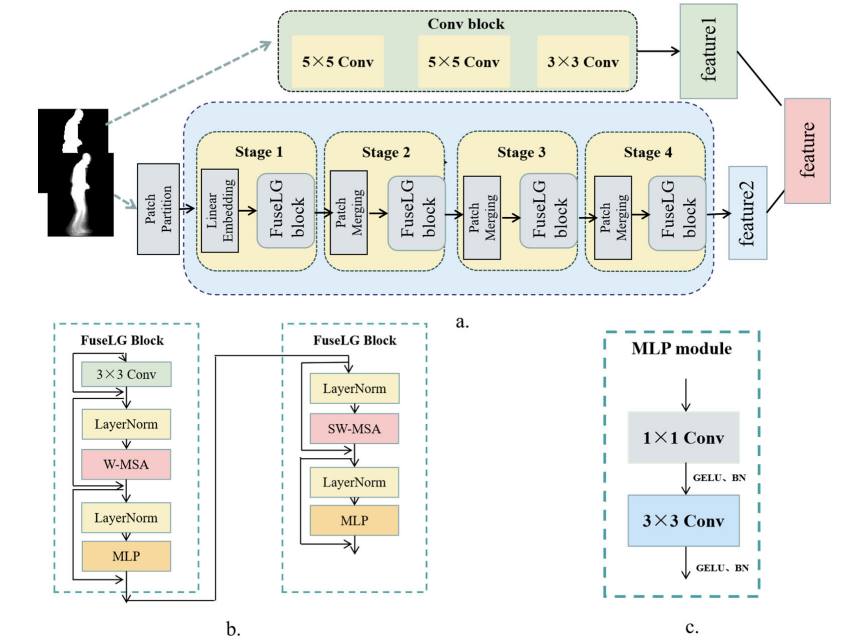 Conv block
5×5 Conv
5×5 Conv
3×3 Conv
feature1
feature
Patch
Partition
Stage 1
Linear
Embedding
FuseLG
block
Stage 2
Patch
Merging
FuseLG
block
Stage 3
Patch
Merging
FuseLG
block
Stage 4
Patch
Merging
FuseLG
block
feature2
a.
FuseLG Block
3×3 Conv
LayerNorm
W-MSA
LayerNorm
MLP
FuseLG Block
LayerNorm
SW-MSA
LayerNorm
MLP
b.
MLP module
1×1 Conv
GELU、BN
3×3 Conv
GELU、BN
c.